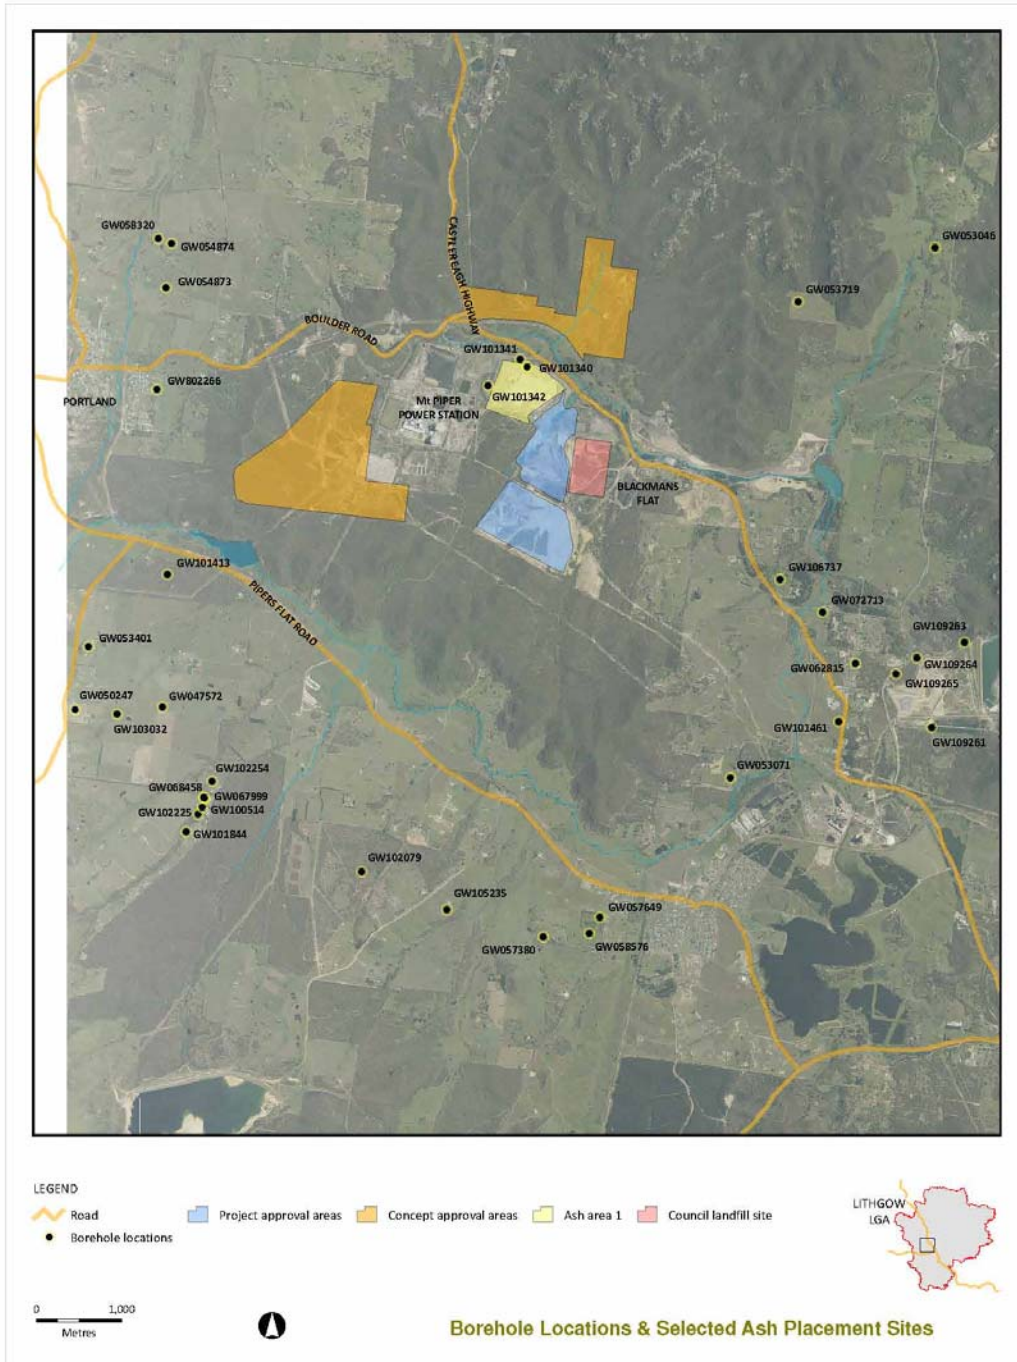 CASTLEREAGH HIGHWAY
GW058320
GW054874
GW053046
GW054873
GW053719
BOULDER ROAD
GW101341
GW101340
GW802266
GW101342
PORTLAND
Mt PIPER
POWER STATION
BLACKMANS
FLAT
GW101413
GW106737
PIPERS FLAT ROAD
GW072713
GW053401
GW109263
GW109264
GW062815
GW109265
GW050247
GW047572
GW103032
GW101461
GW109261
GW102254
GW053071
GW068458
GW067999
GW100514
GW102225
GW101844
GW102079
GW105235
GW057649
GW057380
GW058576
LEGEND
Road
Project approval areas
Concept approval areas
Ash area 1
Council landfill site
Borehole locations
LITHGOW
LGA
0 1,000
Metres
Borehole Locations & Selected Ash Placement Sites